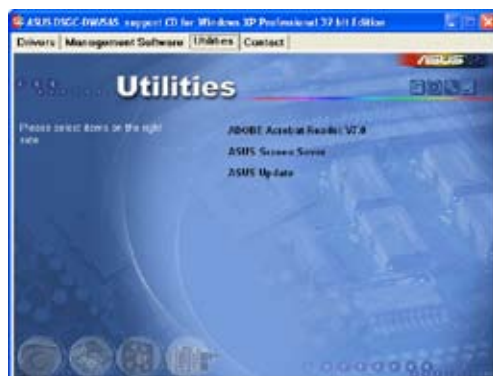 ASUS DSGC-DW/SAS support CD for Windows XP Professional 32 bit Edition
Drivers Management Software Utilities Contact
ASUS
Utilities
Please select items on the right
side
ADOBE Acrobat Reader V7.0
ASUS Screen Saver
ASUS Update